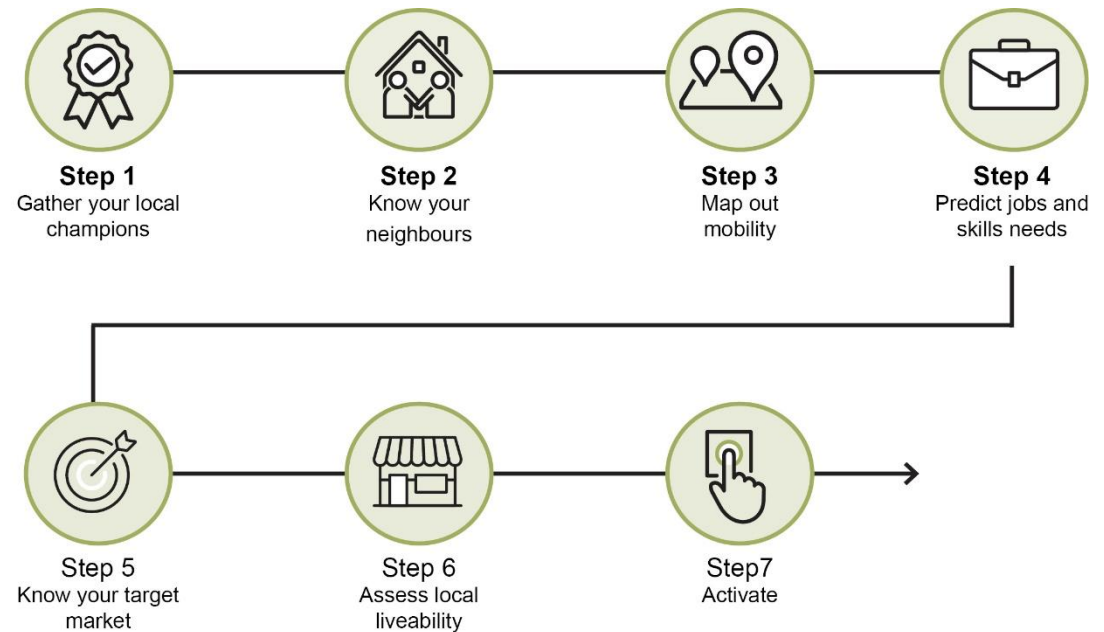 Step 1
Gather your local
champions
Step 2
Know your
neighbours
Step 3
Map out
mobility
Step 4
Predict jobs and
skills needs
Step 5
Know your target
market
Step 6
Assess local
liveability
Step7
Activate